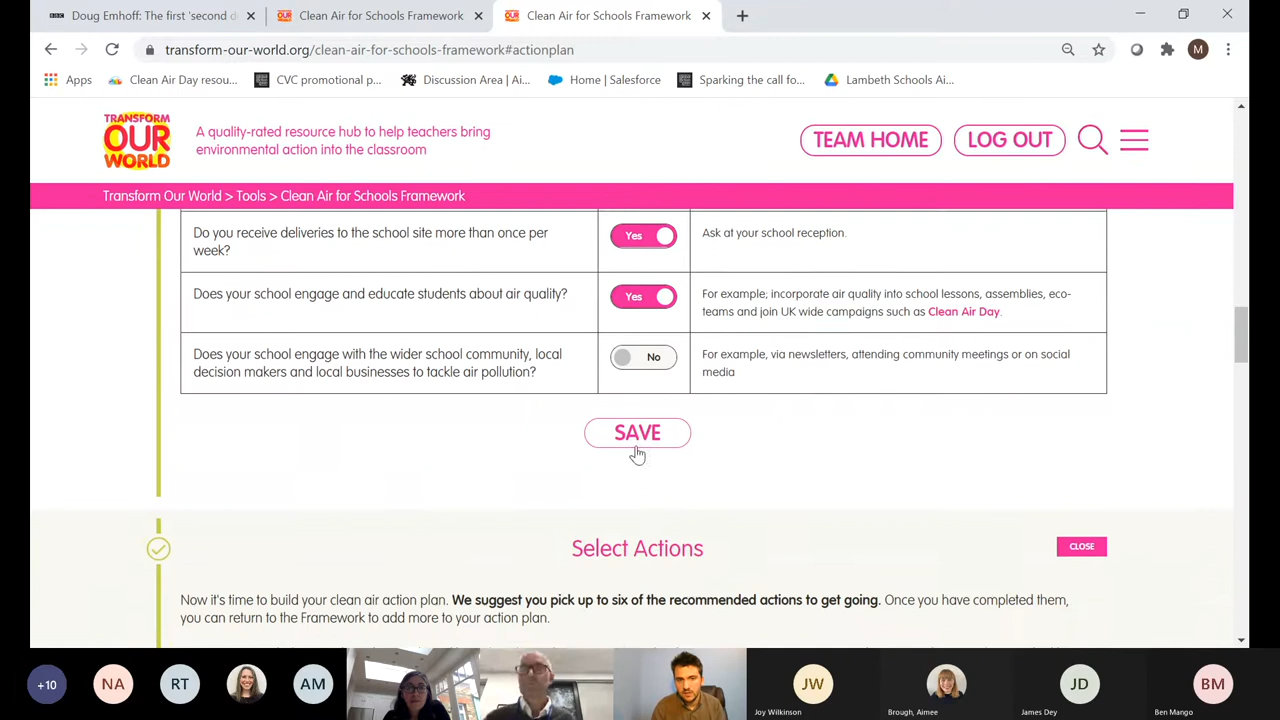 BBC Doug Emhoff: The first 'second d
Clean Air for Schools Framework
Clean Air for Schools Framework
transform-our-world.org/clean-air-for-schools-framework#actionplan
M
Apps
Clean Air Day resou...
CVC promotional p...
Discussion Area | Ai...
Home | Salesforce
Sparking the call fo...
Lambeth Schools Ai...
TRANSFORM
OUR
WORLD
A quality-rated resource hub to help teachers bring
environmental action into the classroom
TEAM HOME
LOG OUT
Transform Our World > Tools > Clean Air for Schools Framework
Do you receive deliveries to the school site more than once per
week?
Yes
Ask at your school reception.
Does your school engage and educate students about air quality?
Yes
For example; incorporate air quality into school lessons, assemblies, eco-
teams and join UK wide campaigns such as Clean Air Day.
Does your school engage with the wider school community, local
decision makers and local businesses to tackle air pollution?
No
For example, via newsletters, attending community meetings or on social
media
SAVE
Select Actions
CLOSE
Now it's time to build your clean air action plan. We suggest you pick up to six of the recommended actions to get going. Once you have completed them,
you can return to the Framework to add more to your action plan.
+10
NA
RT
AM
JW
JD
BM
Joy Wilkinson
Brough, Aimee
James Dey
Ben Mango